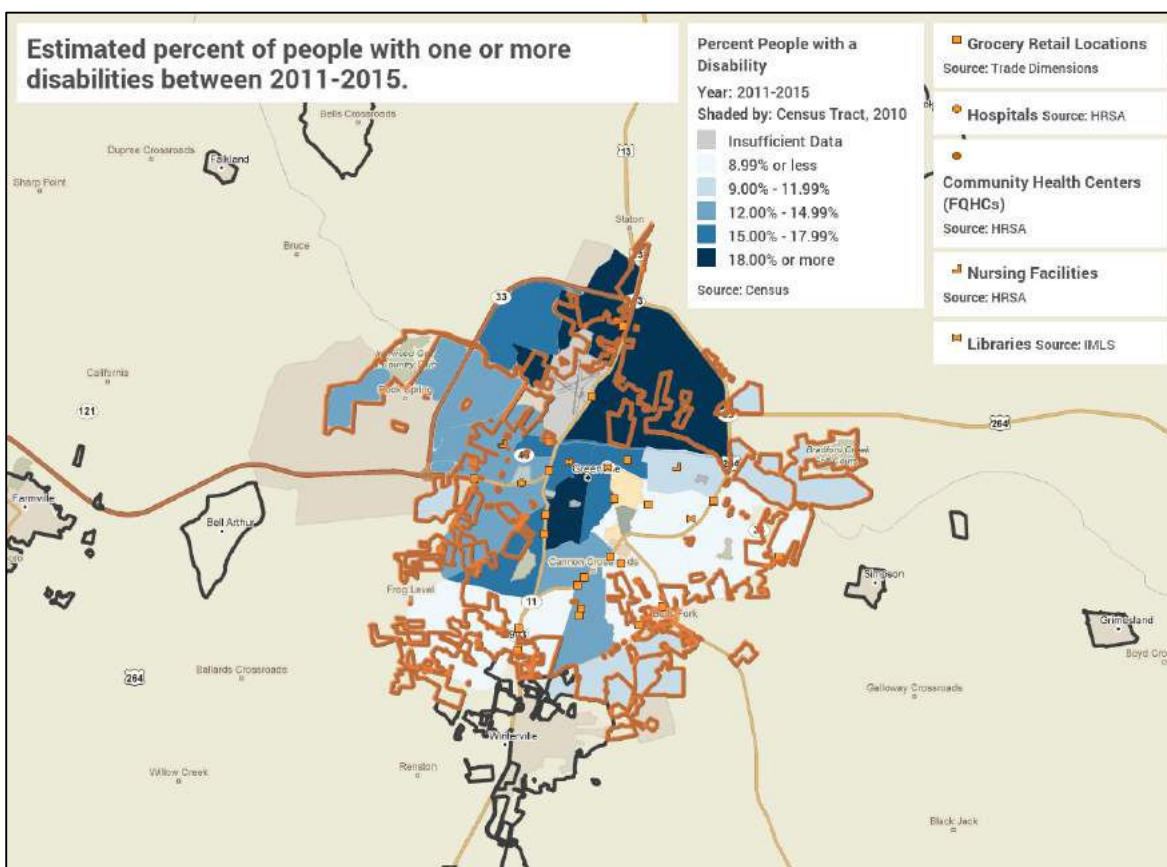 Estimated percent of people with one or more
disabilities between 2011-2015.
Percent People with a
Disability
Year: 2011-2015
Shaded by: Census Tract, 2010
Insufficient Data
8.99% or less
9.00% - 11.99%
12.00% - 14.99%
15.00% - 17.99%
18.00% or more
Source: Census
Grocery Retail Locations
Source: Trade Dimensions
Hospitals Source: HRSA
Community Health Centers
(FQHCs)
Source: HRSA
Nursing Facilities
Source: HRSA
Libraries Source: IMLS
Bells Crossroads
Dupree Crossroads
Falkland
Sharp Point
13
Staton
Bruce
33
California
121
264
Farmville
Bell Arthur
Simpson
Frog Level
11
Grimesland
Ballards Crossroads
264
Galloway Crossroads
Winterville
Willow Creek
Renston
Black Jack